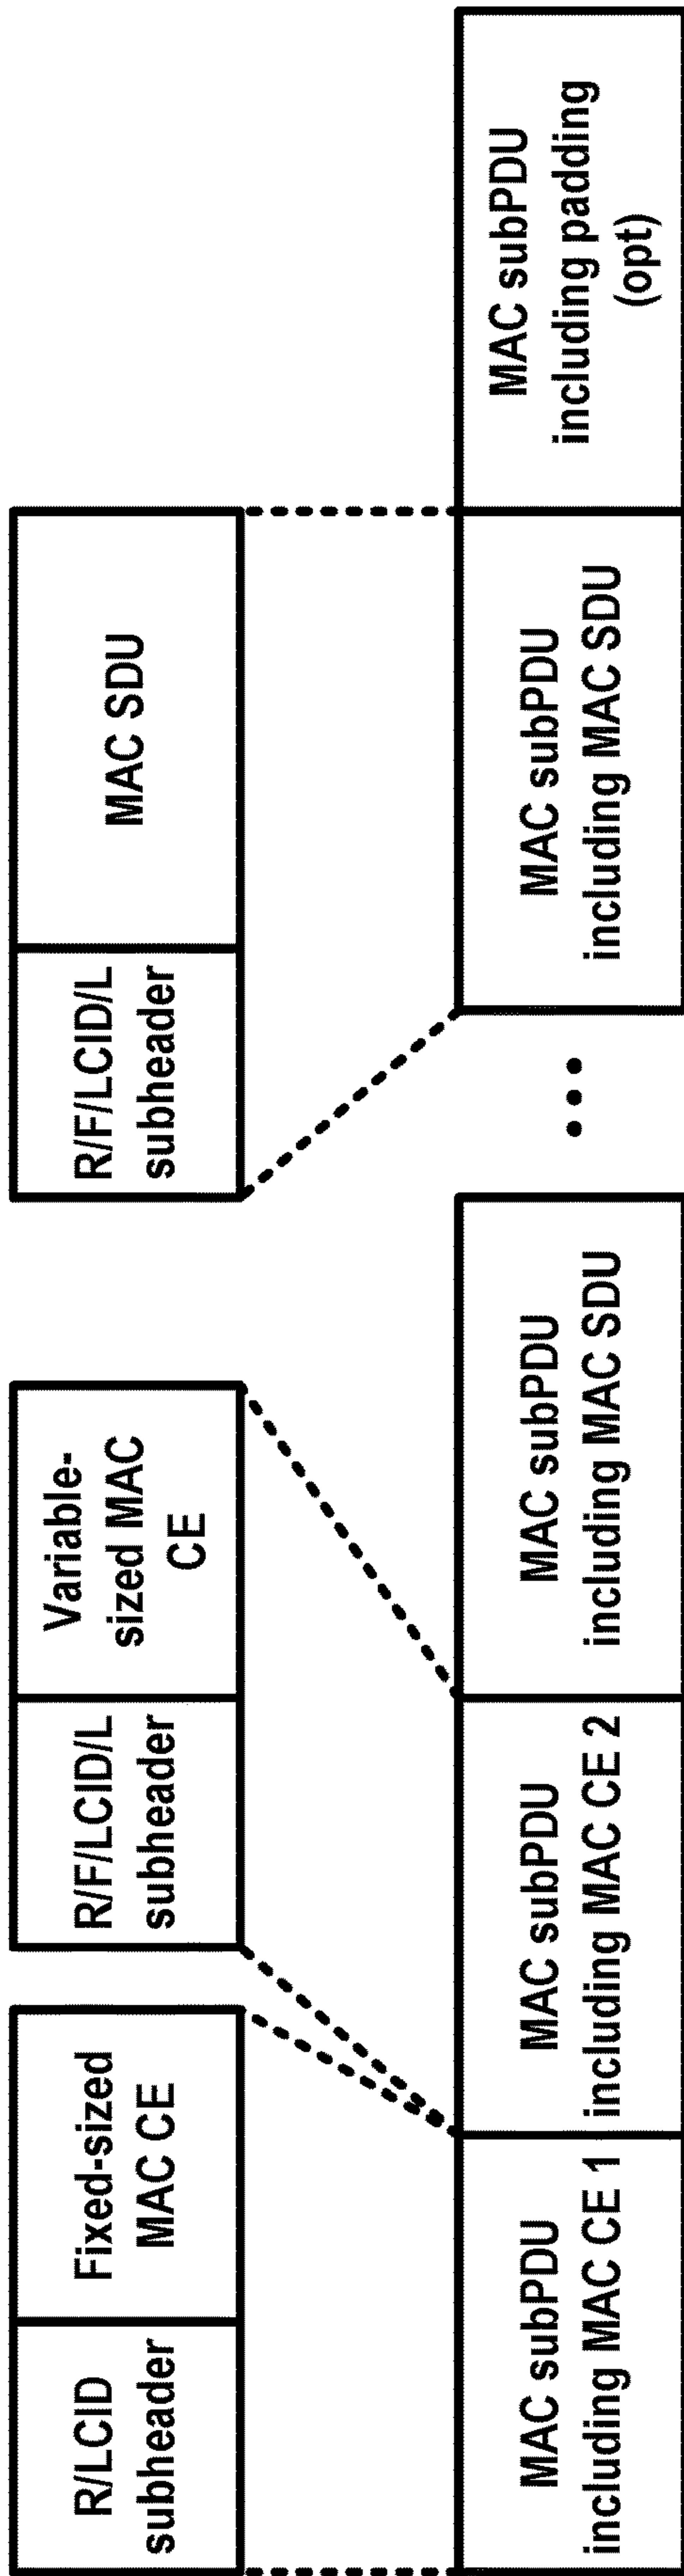 R/LCID
subheader
Fixed-sized
MAC CE
R/F/LCID/L
subheader
Variable-
sized MAC
CE
R/F/LCID/L
subheader
MAC SDU
MAC subPDU
including MAC CE 1
MAC subPDU
including MAC CE 2
MAC subPDU
including MAC SDU
•••
MAC subPDU
including MAC SDU
MAC subPDU
including padding
(opt)